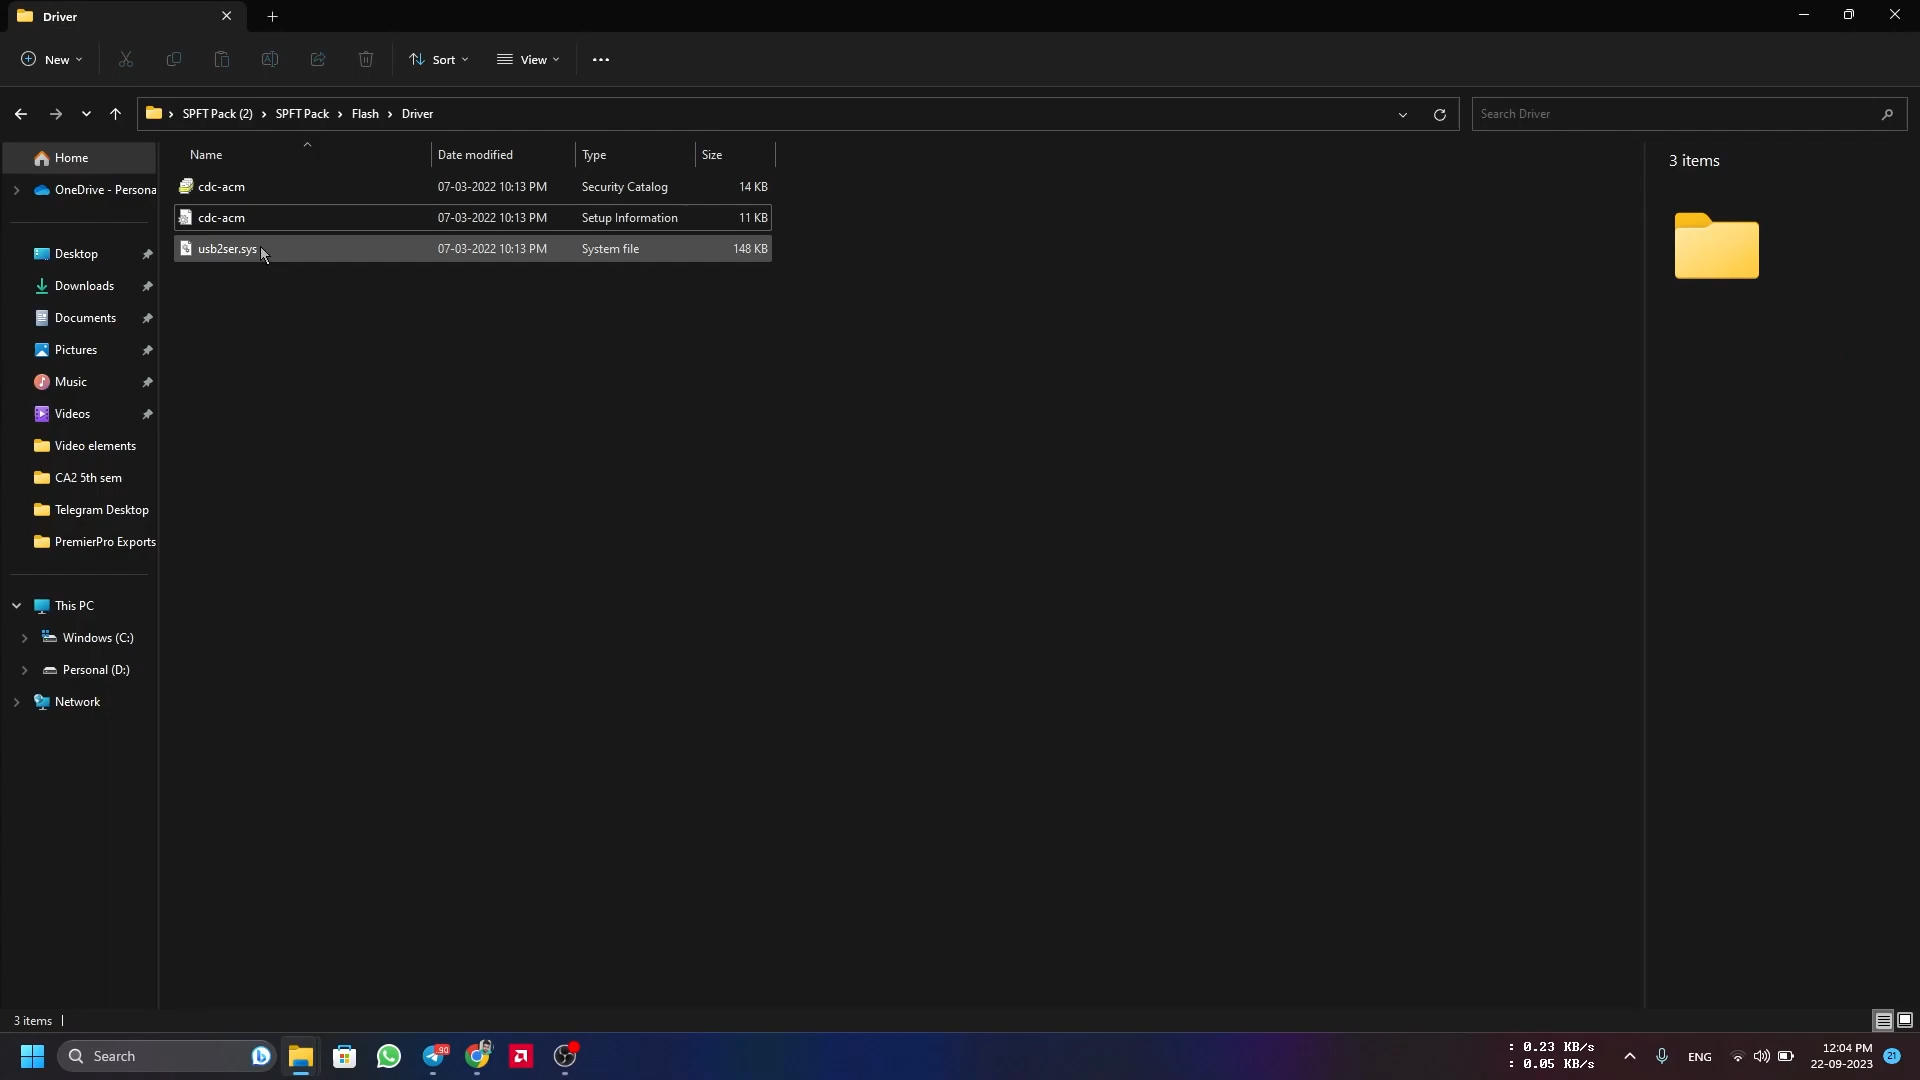 Driver
New
Sort
View
SPFT Pack (2) > SPFT Pack > Flash > Driver
Search Driver
Home
OneDrive - Persona
Desktop
Downloads
Documents
Pictures
Music
Videos
Video elements
CA2 5th sem
Telegram Desktop
PremierPro Exports
This PC
Windows (C:)
Personal (D:)
Network
Name Date modified Type Size
cdc-acm 07-03-2022 10:13 PM Security Catalog 14 KB
cdc-acm 07-03-2022 10:13 PM Setup Information 11 KB
usb2ser.sys 07-03-2022 10:13 PM System file 148 KB
3 items
3 items
Search
90
: 0.23 KB/s
: 0.05 KB/s
ENG
12:04 PM
22-09-2023
21